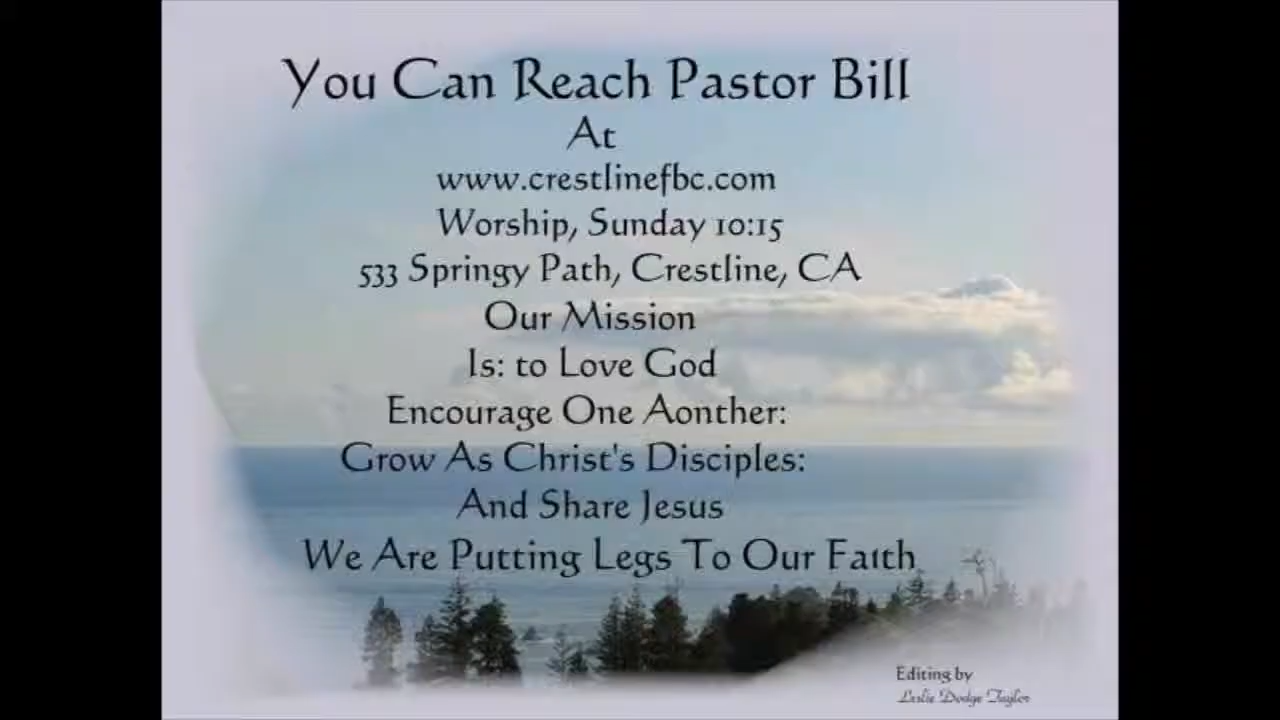 You Can Reach Pastor Bill
At
www.crestlinefbc.com
Worship, Sunday 10:15
533 Springy Path, Crestline, CA
Our Mission
Is: to Love God
Encourage One Aonther:
Grow As Christ's Disciples:
And Share Jesus
We Are Putting Legs To Our Faith
Editing by
Leslie Dodge Taylor